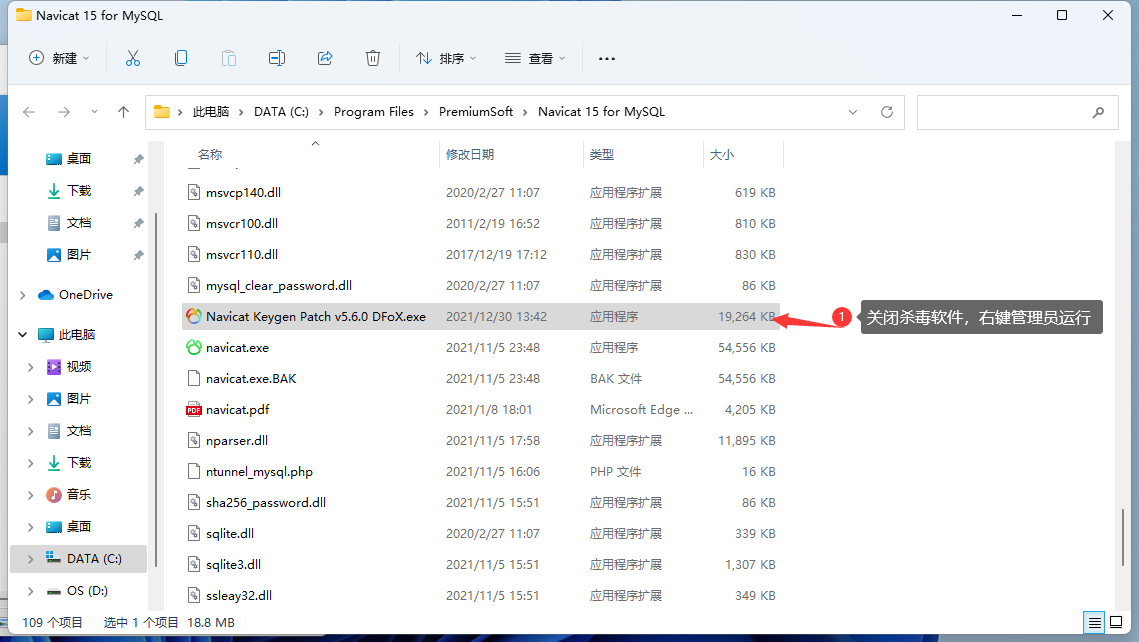 Navicat 15 for MySQL
新建 排序 查看
此电脑 DATA (C:) Program Files PremiumSoft Navicat 15 for MySQL
名称 修改日期 类型 大小
桌面
下载
文档
图片
OneDrive
此电脑
视频
图片
文档
下载
音乐
桌面
DATA (C:)
OS (D:)
msvcp140.dll 2020/2/27 11:07 应用程序扩展 619 KB
msvcr100.dll 2011/2/19 16:52 应用程序扩展 810 KB
msvcr110.dll 2017/12/19 17:12 应用程序扩展 830 KB
mysql_clear_password.dll 2020/2/27 11:07 应用程序扩展 86 KB
Navicat Keygen Patch v5.6.0 DFoX.exe 2021/12/30 13:42 应用程序 19,264 KB
1 关闭杀毒软件，右键管理员运行
navicat.exe 2021/11/5 23:48 应用程序 54,556 KB
navicat.exe.BAK 2021/11/5 23:48 BAK 文件 54,556 KB
PDF navicat.pdf 2021/1/8 18:01 Microsoft Edge ... 4,205 KB
nparser.dll 2021/11/5 17:58 应用程序扩展 11,895 KB
ntunnel_mysql.php 2021/11/5 16:06 PHP 文件 16 KB
sha256_password.dll 2021/11/5 15:51 应用程序扩展 86 KB
sqlite.dll 2020/2/27 11:07 应用程序扩展 339 KB
sqlite3.dll 2021/11/5 15:51 应用程序扩展 1,307 KB
ssleay32.dll 2021/11/5 15:51 应用程序扩展 349 KB
109 个项目 选中 1 个项目 18.8 MB